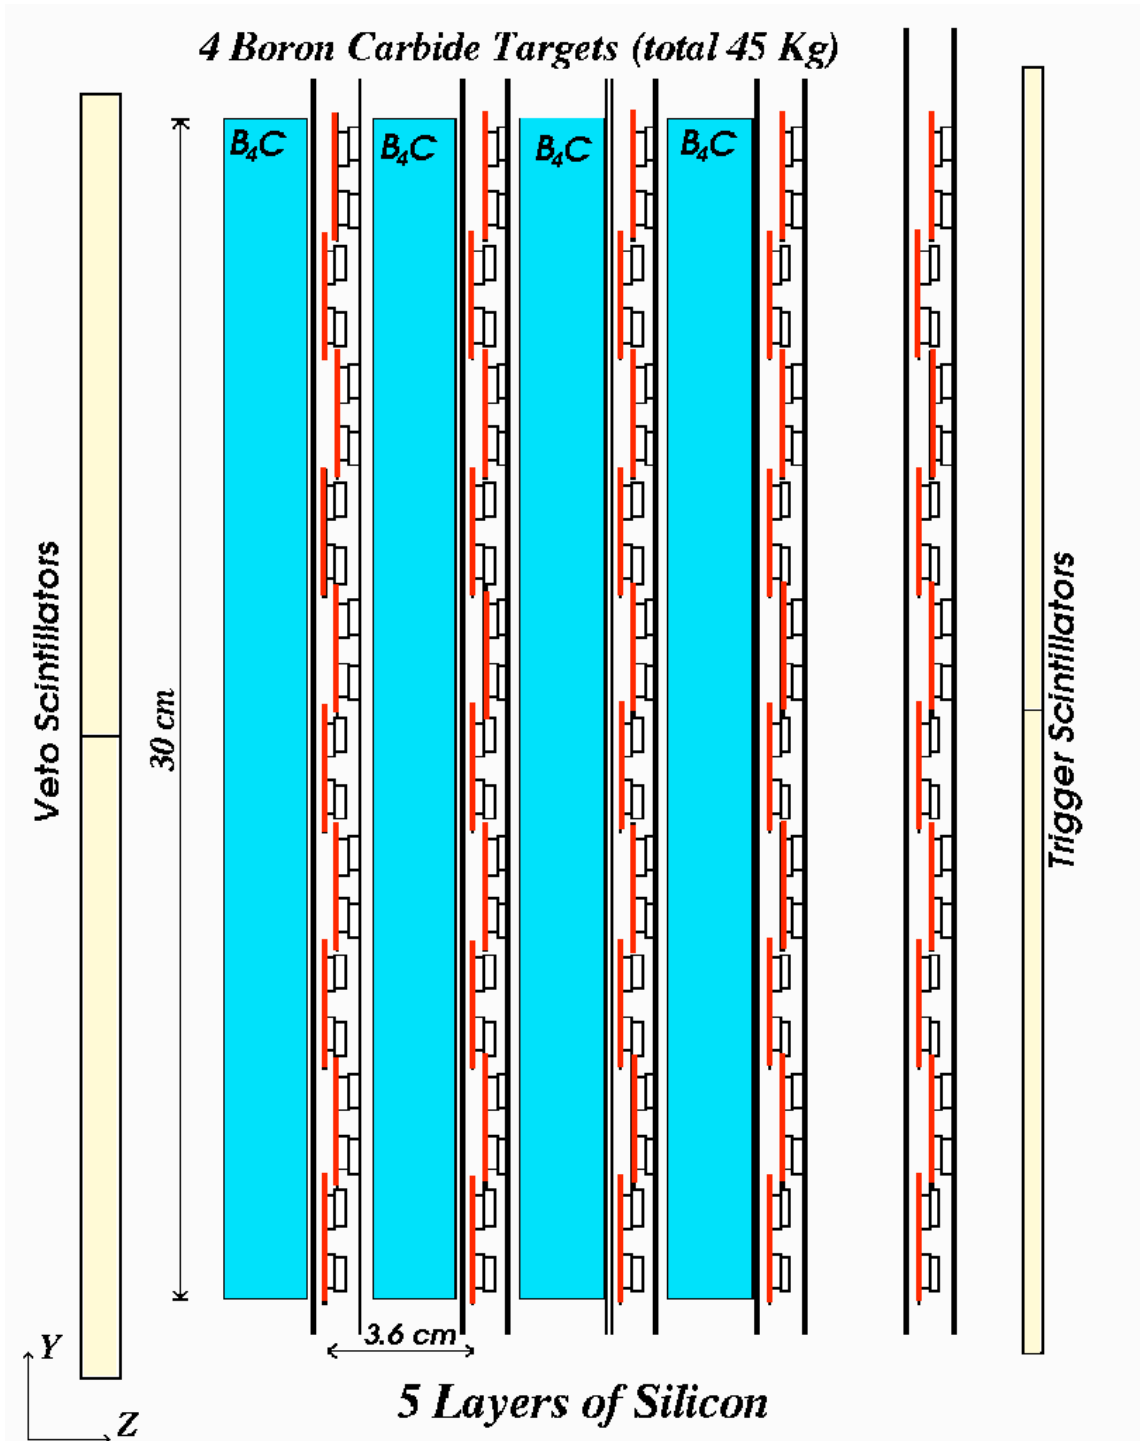 4 Boron Carbide Targets (total 45 Kg)
B4C
B4C
B4C
B4C
Veto Scintillators
30 cm
Trigger Scintillators
3.6 cm
Y
Z
5 Layers of Silicon